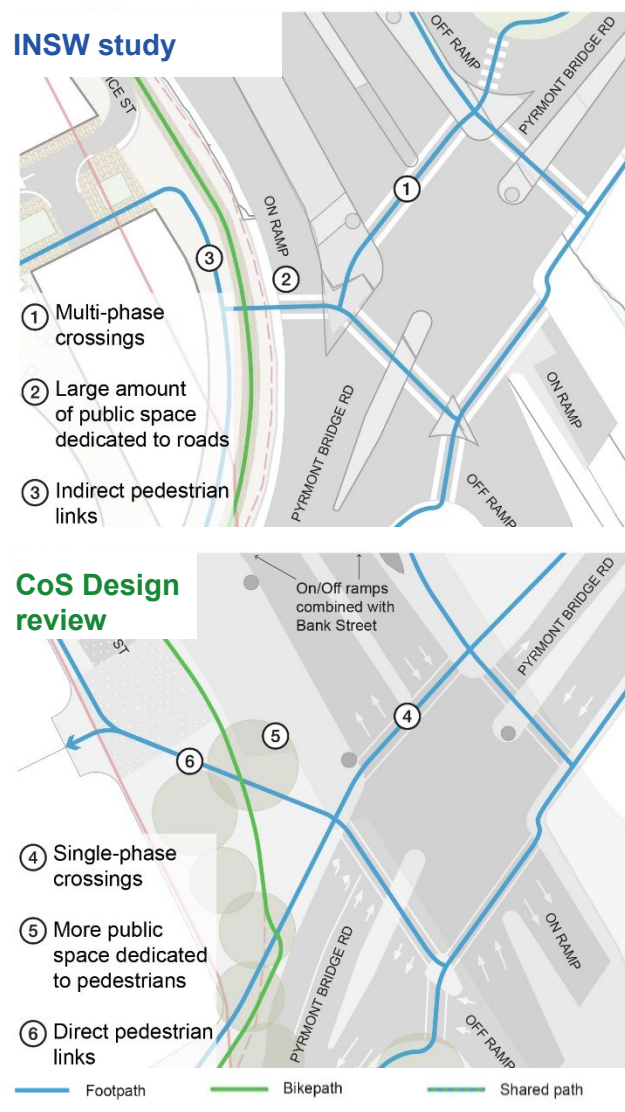 INSW study
ICE ST
OFF RAMP
PYRMONT BRIDGE RD
1
ON RAMP
3
2
1 Multi-phase
crossings
2 Large amount
of public space
dedicated to roads
3 Indirect pedestrian
links
PYRMONT BRIDGE RD
ON RAMP
OFF RAMP
CoS Design
review
ST
On/Off ramps
combined with
Bank Street
PYRMONT BRIDGE RD
4
5
6
4 Single-phase
crossings
5 More public
space dedicated
to pedestrians
6 Direct pedestrian
links
PYRMONT BRIDGE RD
ON RAMP
OFF RAMP
Footpath
Bikepath
Shared path